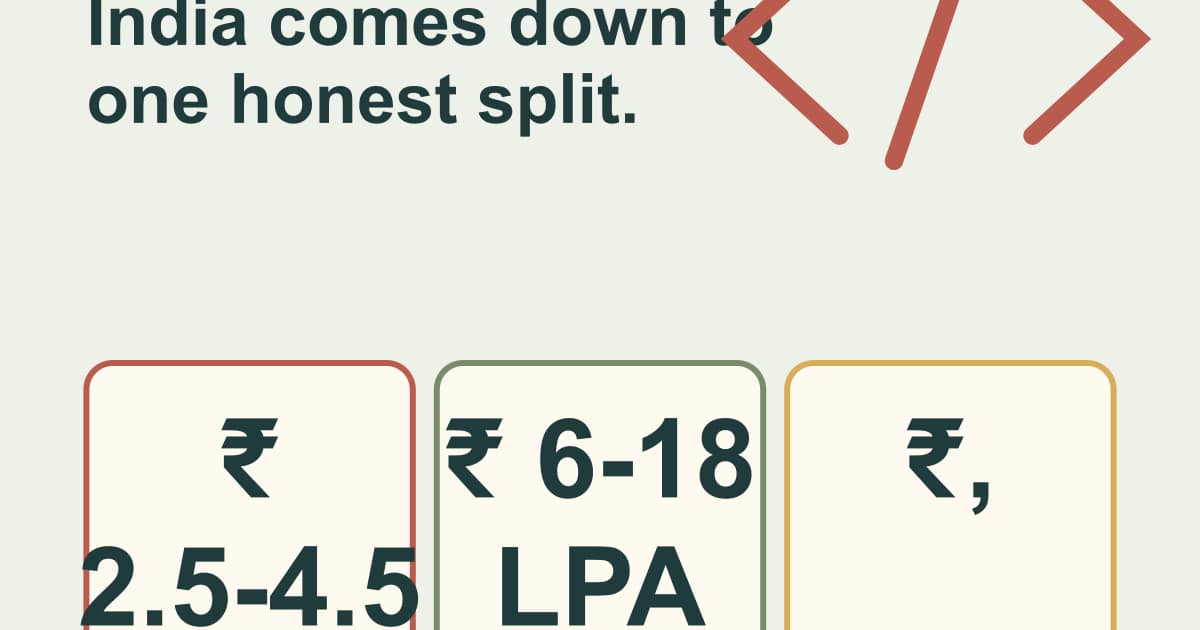 India comes down to
one honest split.
₹
2.5-4.5
₹ 6-18
LPA
₹,